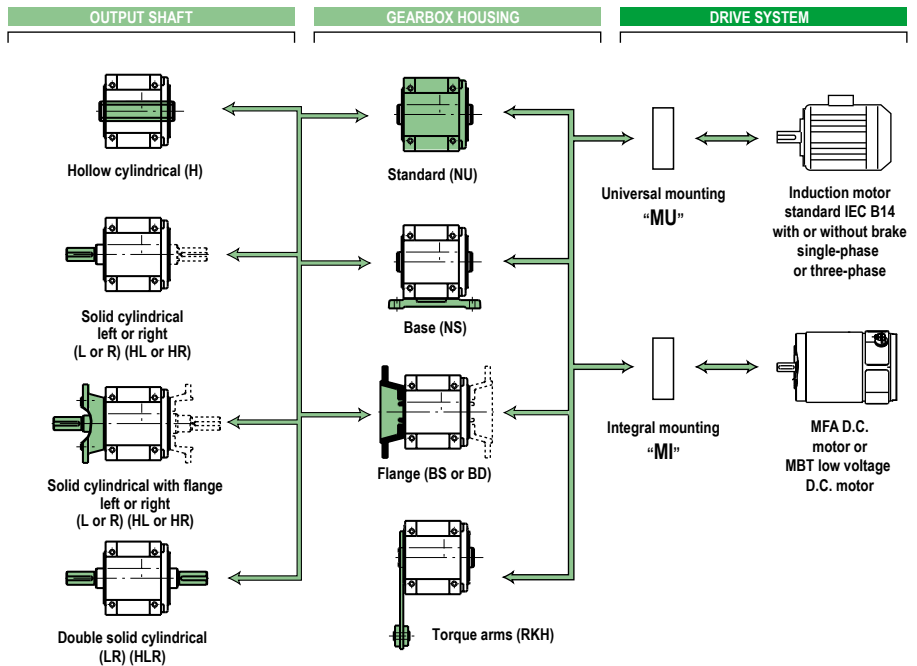 OUTPUT SHAFT
GEARBOX HOUSING
DRIVE SYSTEM
Hollow cylindrical (H)
Solid cylindrical
left or right
(L or R) (HL or HR)
Solid cylindrical with flange
left or right
(L or R) (HL or HR)
Double solid cylindrical
(LR) (HLR)
Standard (NU)
Base (NS)
Flange (BS or BD)
Torque arms (RKH)
Universal mounting
“MU”
Integral mounting
“MI”
Induction motor
standard IEC B14
with or without brake
single-phase
or three-phase
MFA D.C.
motor or
MBT low voltage
D.C. motor